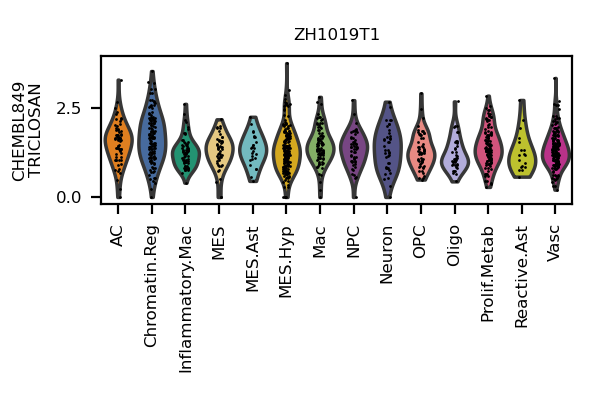 ZH1019T1
CHEMBL849
TRICLOSAN
2.5
0.0
AC
Chromatin.Reg
Inflammatory.Mac
MES
MES.Ast
MES.Hyp
Mac
NPC
Neuron
OPC
Oligo
Prolif.Metab
Reactive.Ast
Vasc